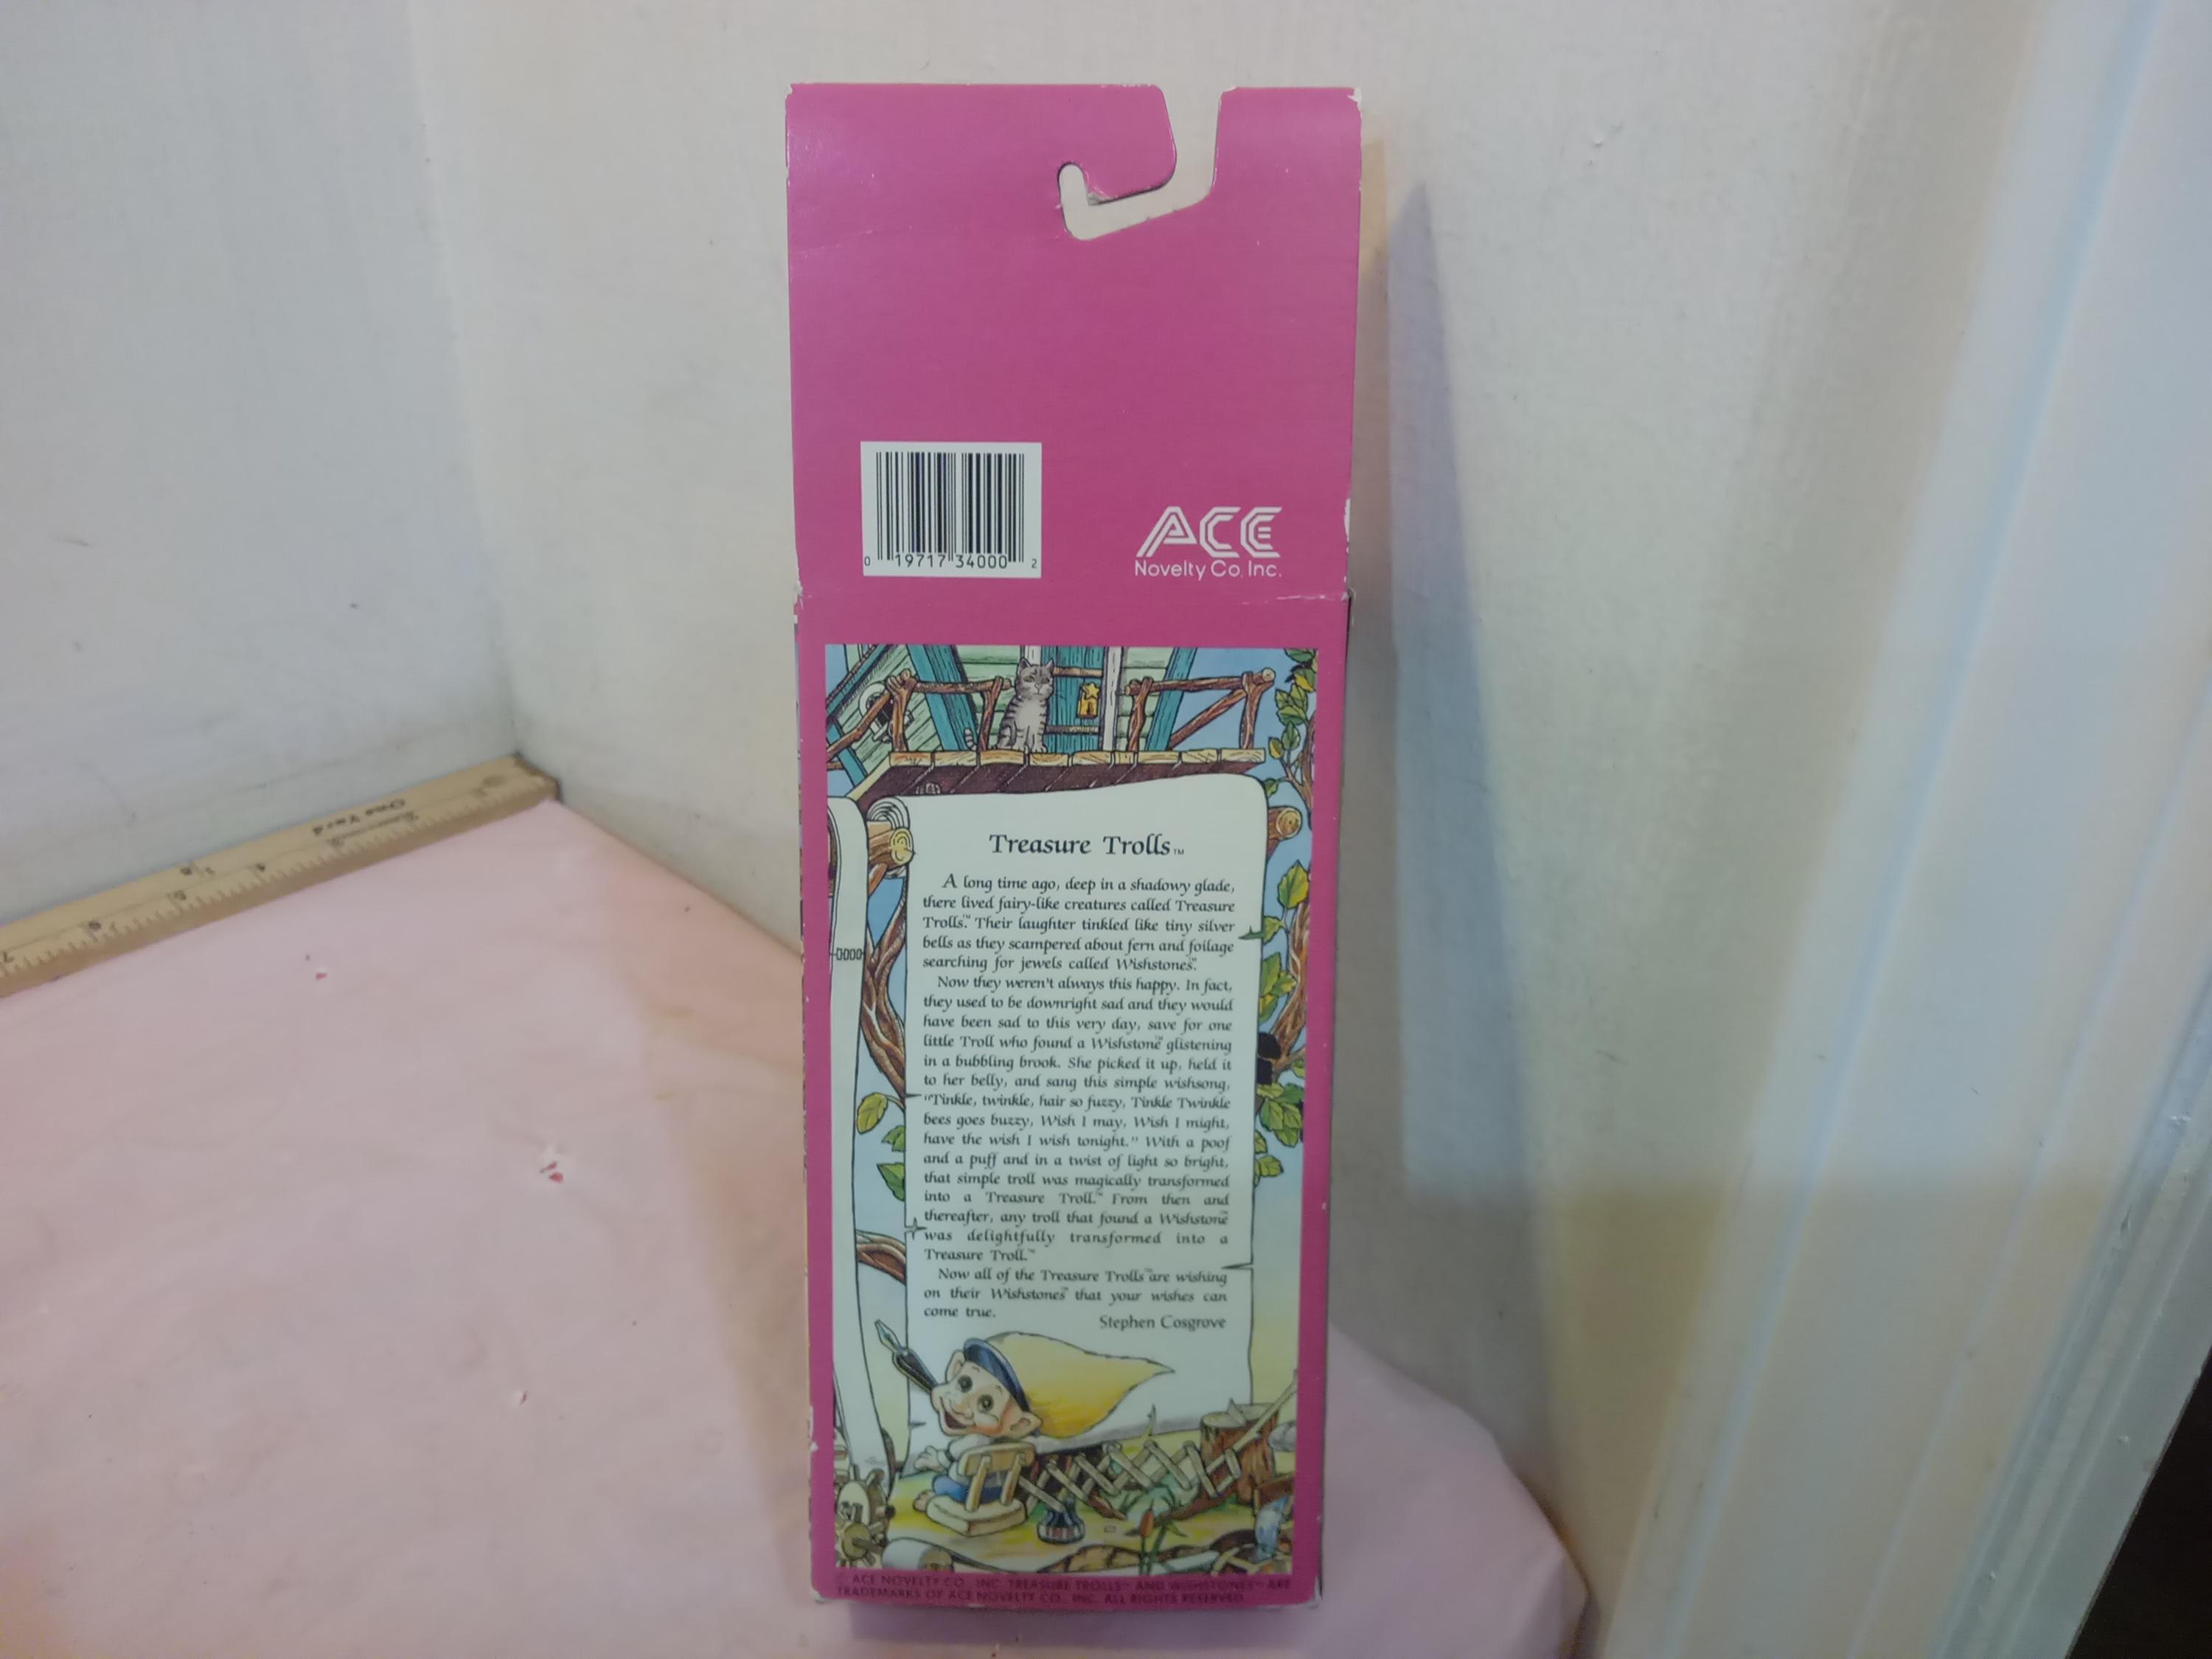 ACE
Novelty Co, Inc.
0 19717 34000 2
Treasure Trolls™
A long time ago, deep in a shadowy glade,
there lived fairy-like creatures called Treasure
Trolls.™ Their laughter tinkled like tiny silver
bells as they scampered about fern and foilage
searching for jewels called Wishstones™.
Now they weren't always this happy. In fact,
they used to be downright sad and they would
have been sad to this very day, save for one
little Troll who found a Wishstone™ glistening
in a bubbling brook. She picked it up, held it
to her belly, and sang this simple wishsong,
"Tinkle, twinkle, hair so fuzzy, Tinkle Twinkle
bees goes buzzy, Wish I may, Wish I might,
have the wish I wish tonight." With a poof
and a puff and in a twist of light so bright,
that simple troll was magically transformed
into a Treasure Troll.™ From then and
thereafter, any troll that found a Wishstone™
was delightfully transformed into a
Treasure Troll.™
Now all of the Treasure Trolls™ are wishing
on their Wishstones™ that your wishes can
come true.
Stephen Cosgrove
© ACE NOVELTY CO., INC. TREASURE TROLLS™ AND WISHSTONES™ ARE
TRADEMARKS OF ACE NOVELTY CO., INC. ALL RIGHTS RESERVED.
One Yard